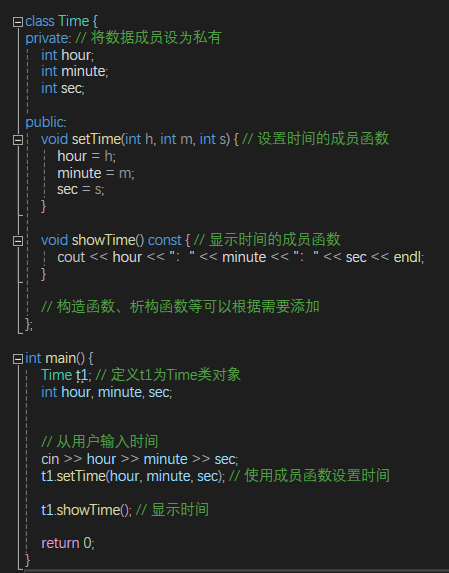 class Time {
private: // 将数据成员设为私有
int hour;
int minute;
int sec;
public:
void setTime(int h, int m, int s) { // 设置时间的成员函数
hour = h;
minute = m;
sec = s;
}
void showTime() const { // 显示时间的成员函数
cout << hour << "：" << minute << "：" << sec << endl;
}
// 构造函数、析构函数等可以根据需要添加
};
int main() {
Time t1; // 定义t1为Time类对象
int hour, minute, sec;
// 从用户输入时间
cin >> hour >> minute >> sec;
t1.setTime(hour, minute, sec); // 使用成员函数设置时间
t1.showTime(); // 显示时间
return 0;
}